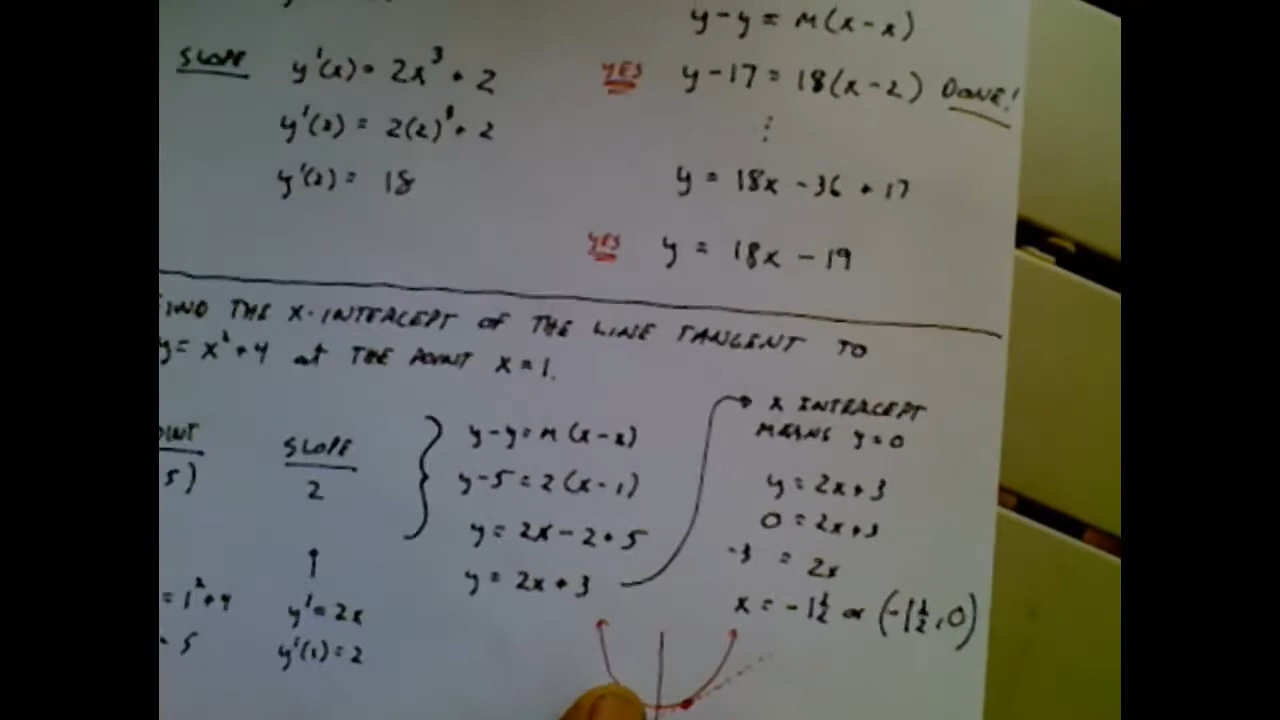 SLOPE y'(x) = 2x³ + 2
y'(2) = 2(2)³ + 2
y'(2) = 18
y-y = m(x-x)
YES y-17 = 18(x-2) DONE!
⋮
y = 18x - 36 + 17
YES y = 18x - 19
FIND THE X-INTERCEPT OF THE LINE TANGENT TO
y = x² + 4 at THE POINT x = 1.
5)
= 1² + 4
5
SLOPE
2
y' = 2x
y'(1) = 2
y-y = m(x-x)
y-5 = 2(x-1)
y = 2x - 2 + 5
y = 2x + 3
X INTERCEPT
MEANS y = 0
y = 2x + 3
0 = 2x + 3
-3 = 2x
x = -1½ or (-1½, 0)